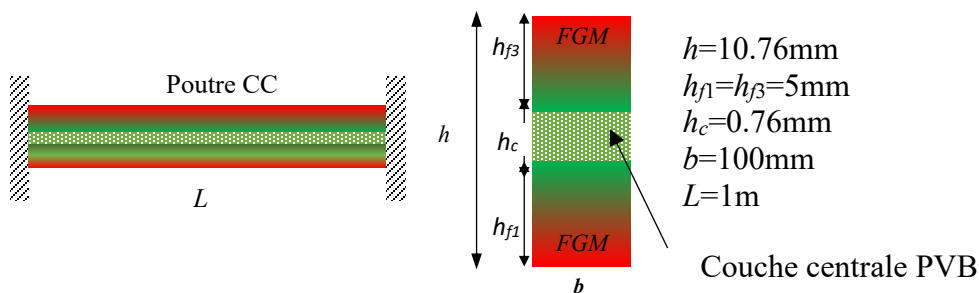 Poutre CC
L
h
hf3
hc
hf1
FGM
FGM
b
h=10.76mm
hf1=hf3=5mm
hc=0.76mm
b=100mm
L=1m
Couche centrale PVB